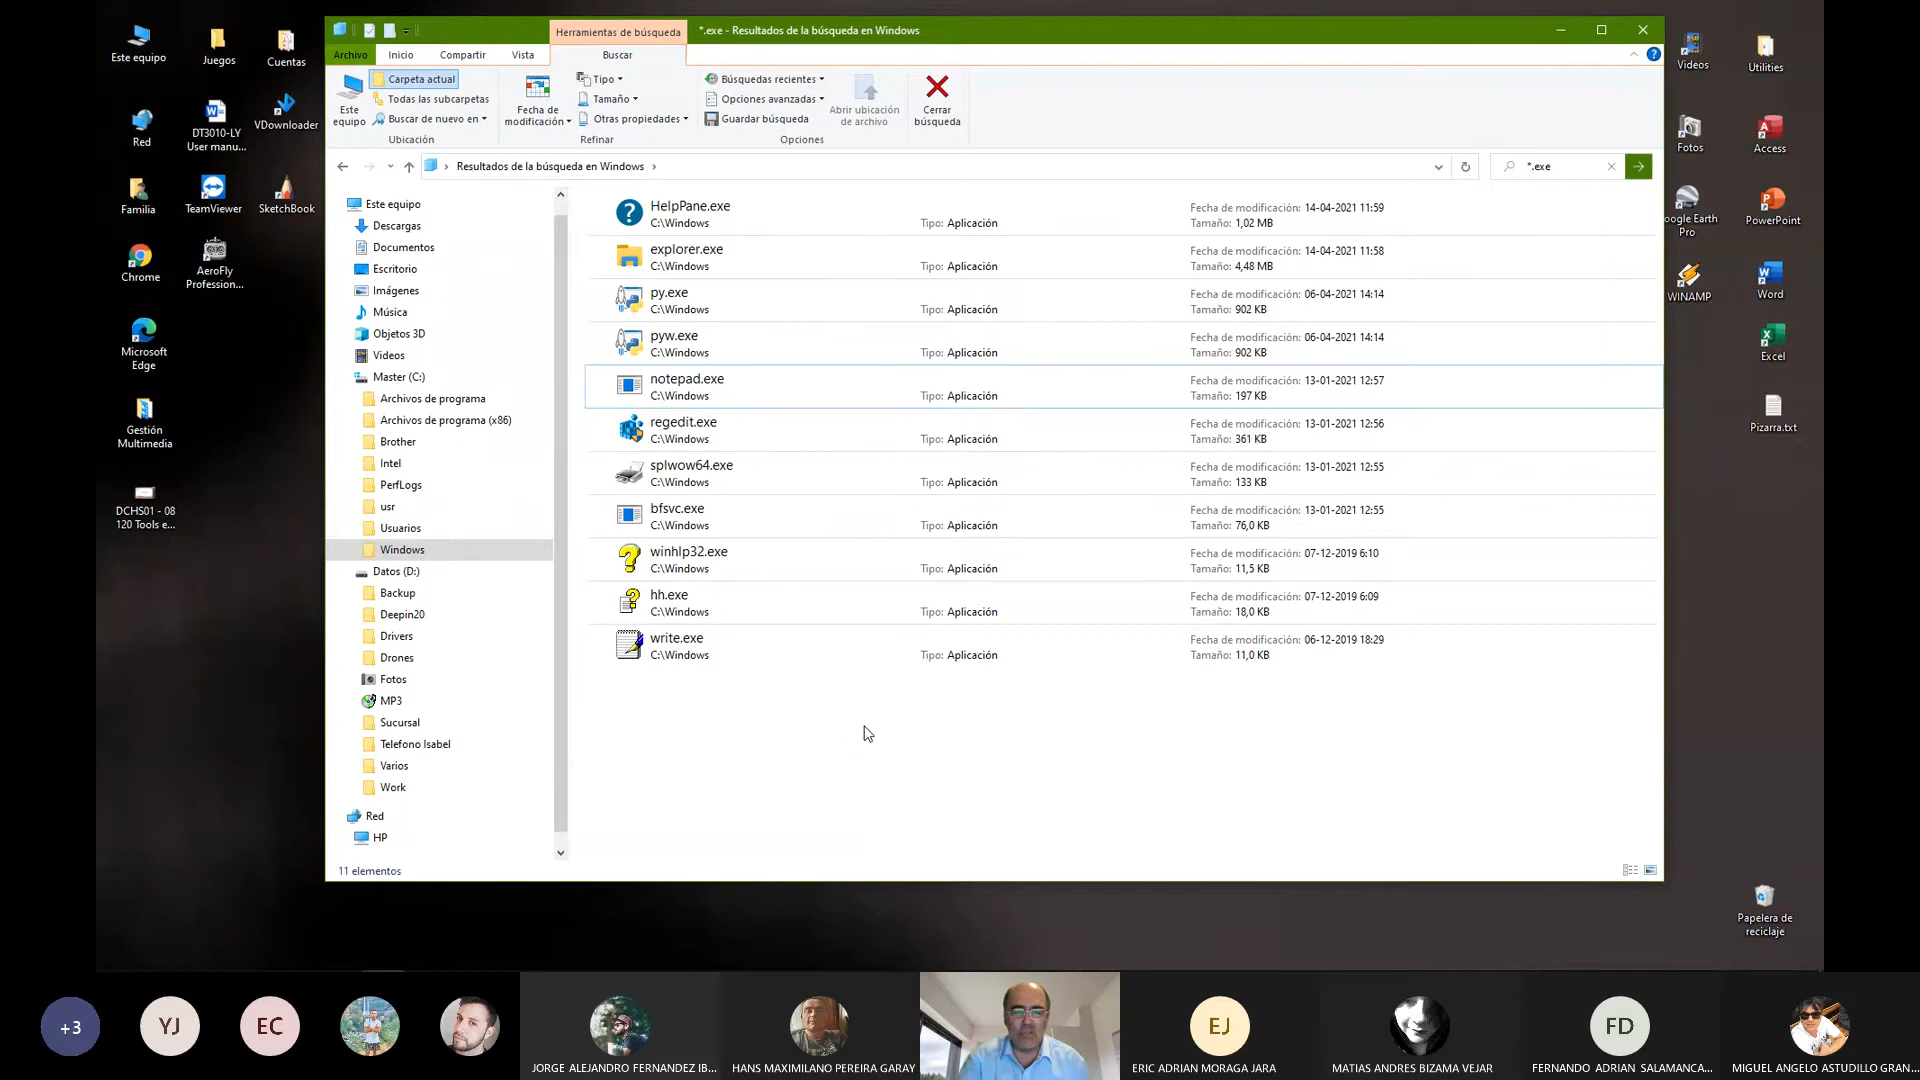 Este equipo
Juegos
Cuentas
Red
DT3010-LY
User manu...
VDownloader
Familia
TeamViewer
SketchBook
Chrome
AeroFly
Profession...
Microsoft
Edge
Gestión
Multimedia
DCHS01 - 08
120 Tools e...
Herramientas de búsqueda
*.exe - Resultados de la búsqueda en Windows
Archivo
Inicio
Compartir
Vista
Buscar
Este
equipo
Carpeta actual
Todas las subcarpetas
Buscar de nuevo en
Ubicación
Fecha de
modificación
Tipo
Tamaño
Otras propiedades
Refinar
Búsquedas recientes
Opciones avanzadas
Guardar búsqueda
Opciones
Abrir ubicación
de archivo
Cerrar
búsqueda
Resultados de la búsqueda en Windows
*.exe
Este equipo
Descargas
Documentos
Escritorio
Imágenes
Música
Objetos 3D
Videos
Master (C:)
Archivos de programa
Archivos de programa (x86)
Brother
Intel
PerfLogs
usr
Usuarios
Windows
Datos (D:)
Backup
Deepin20
Drivers
Drones
Fotos
MP3
Sucursal
Telefono Isabel
Varios
Work
Red
HP
11 elementos
HelpPane.exe
C:\Windows
Tipo: Aplicación
Fecha de modificación: 14-04-2021 11:59
Tamaño: 1,02 MB
explorer.exe
C:\Windows
Tipo: Aplicación
Fecha de modificación: 14-04-2021 11:58
Tamaño: 4,48 MB
py.exe
C:\Windows
Tipo: Aplicación
Fecha de modificación: 06-04-2021 14:14
Tamaño: 902 KB
pyw.exe
C:\Windows
Tipo: Aplicación
Fecha de modificación: 06-04-2021 14:14
Tamaño: 902 KB
notepad.exe
C:\Windows
Tipo: Aplicación
Fecha de modificación: 13-01-2021 12:57
Tamaño: 197 KB
regedit.exe
C:\Windows
Tipo: Aplicación
Fecha de modificación: 13-01-2021 12:56
Tamaño: 361 KB
splwow64.exe
C:\Windows
Tipo: Aplicación
Fecha de modificación: 13-01-2021 12:55
Tamaño: 133 KB
bfsvc.exe
C:\Windows
Tipo: Aplicación
Fecha de modificación: 13-01-2021 12:55
Tamaño: 76,0 KB
winhlp32.exe
C:\Windows
Tipo: Aplicación
Fecha de modificación: 07-12-2019 6:10
Tamaño: 11,5 KB
hh.exe
C:\Windows
Tipo: Aplicación
Fecha de modificación: 07-12-2019 6:09
Tamaño: 18,0 KB
write.exe
C:\Windows
Tipo: Aplicación
Fecha de modificación: 06-12-2019 18:29
Tamaño: 11,0 KB
Videos
Utilities
Fotos
Access
oogle Earth
Pro
PowerPoint
WINAMP
Word
Excel
Pizarra.txt
Papelera de
reciclaje
+3
YJ
EC
JORGE ALEJANDRO FERNANDEZ IB...
HANS MAXIMILANO PEREIRA GARAY
EJ
ERIC ADRIAN MORAGA JARA
MATIAS ANDRES BIZAMA VEJAR
FD
FERNANDO ADRIAN SALAMANCA...
MIGUEL ANGELO ASTUDILLO GRAN...